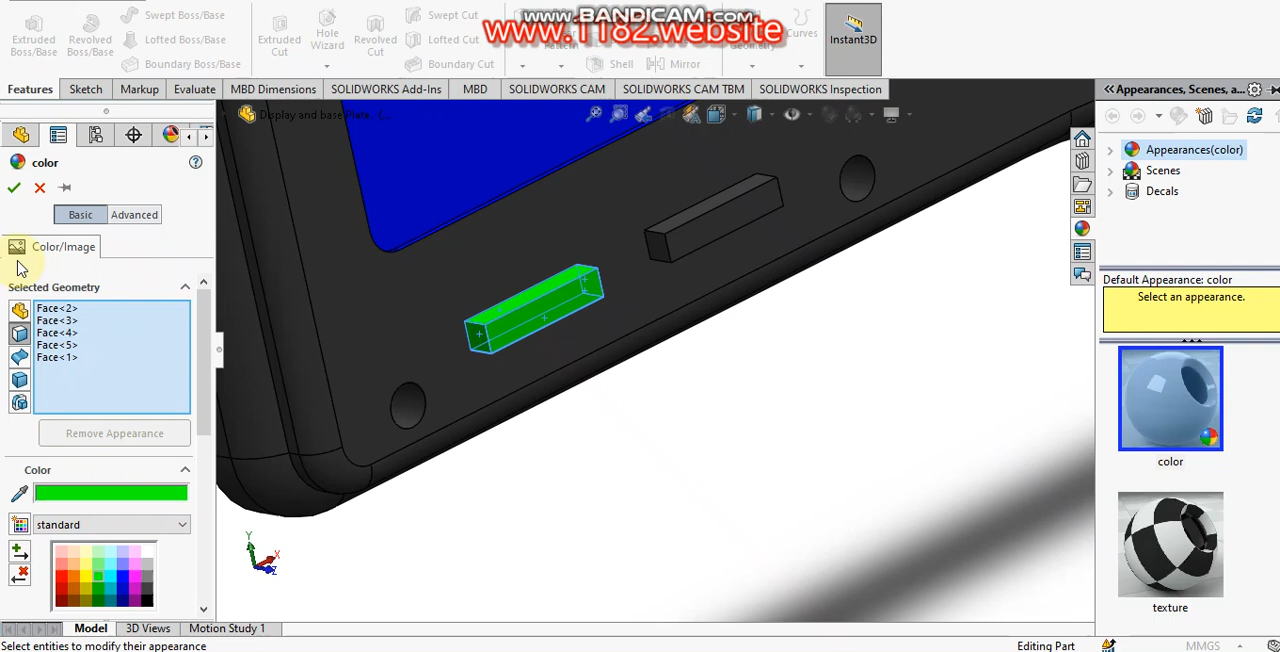 www.BANDICAM.com
www.1182.website
Extruded Boss/Base
Revolved Boss/Base
Swept Boss/Base
Lofted Boss/Base
Boundary Boss/Base
Extruded Cut
Hole Wizard
Revolved Cut
Swept Cut
Lofted Cut
Boundary Cut
Shell
Mirror
Curves
Instant3D
Features
Sketch
Markup
Evaluate
MBD Dimensions
SOLIDWORKS Add-Ins
MBD
SOLIDWORKS CAM
SOLIDWORKS CAM TBM
SOLIDWORKS Inspection
Display and base Plate. (...
color
Basic
Advanced
Color/Image
Selected Geometry
Face<2>
Face<3>
Face<4>
Face<5>
Face<1>
Remove Appearance
Color
standard
Y
X
Z
Appearances, Scenes, a...
Appearances(color)
Scenes
Decals
Default Appearance: color
Select an appearance.
color
texture
Model
3D Views
Motion Study 1
Select entities to modify their appearance
Editing Part
MMGS